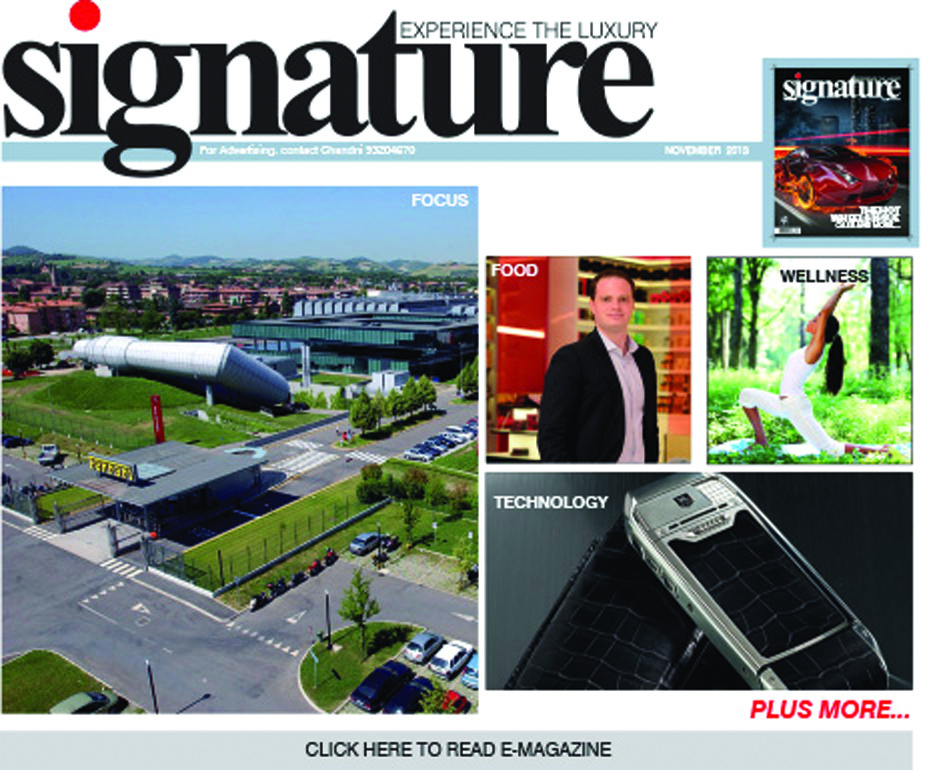 EXPERIENCE THE LUXURY
signature
For Advertising, contact Chandni 93204670
NOVEMBER 2013
signature
FOCUS
Ferrari
FOOD
WELLNESS
TECHNOLOGY
PLUS MORE...
CLICK HERE TO READ E-MAGAZINE